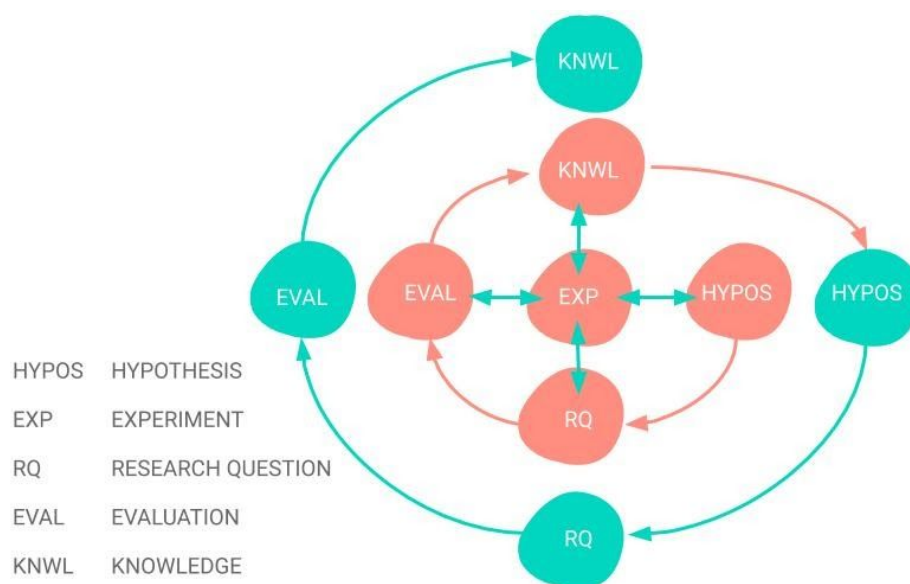 KNWL
KNWL
EVAL
EVAL
EXP
HYPOS
HYPOS
RQ
RQ
HYPOS HYPOTHESIS
EXP EXPERIMENT
RQ RESEARCH QUESTION
EVAL EVALUATION
KNWL KNOWLEDGE